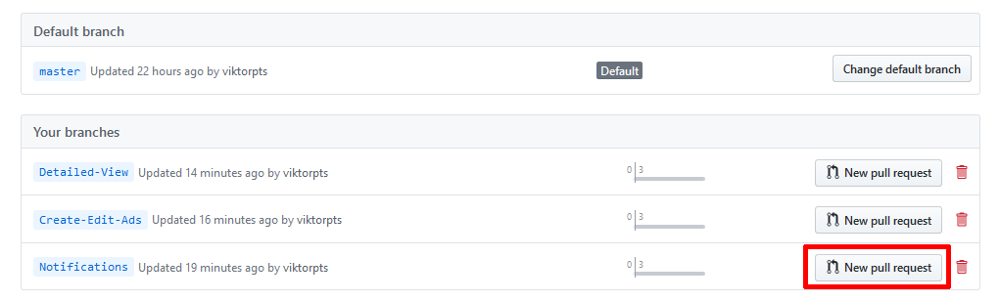 Default branch
master Updated 22 hours ago by viktorpts Default Change default branch
Your branches
Detailed-View Updated 14 minutes ago by viktorpts 0 3 New pull request
Create-Edit-Ads Updated 16 minutes ago by viktorpts 0 3 New pull request
Notifications Updated 19 minutes ago by viktorpts 0 3 New pull request